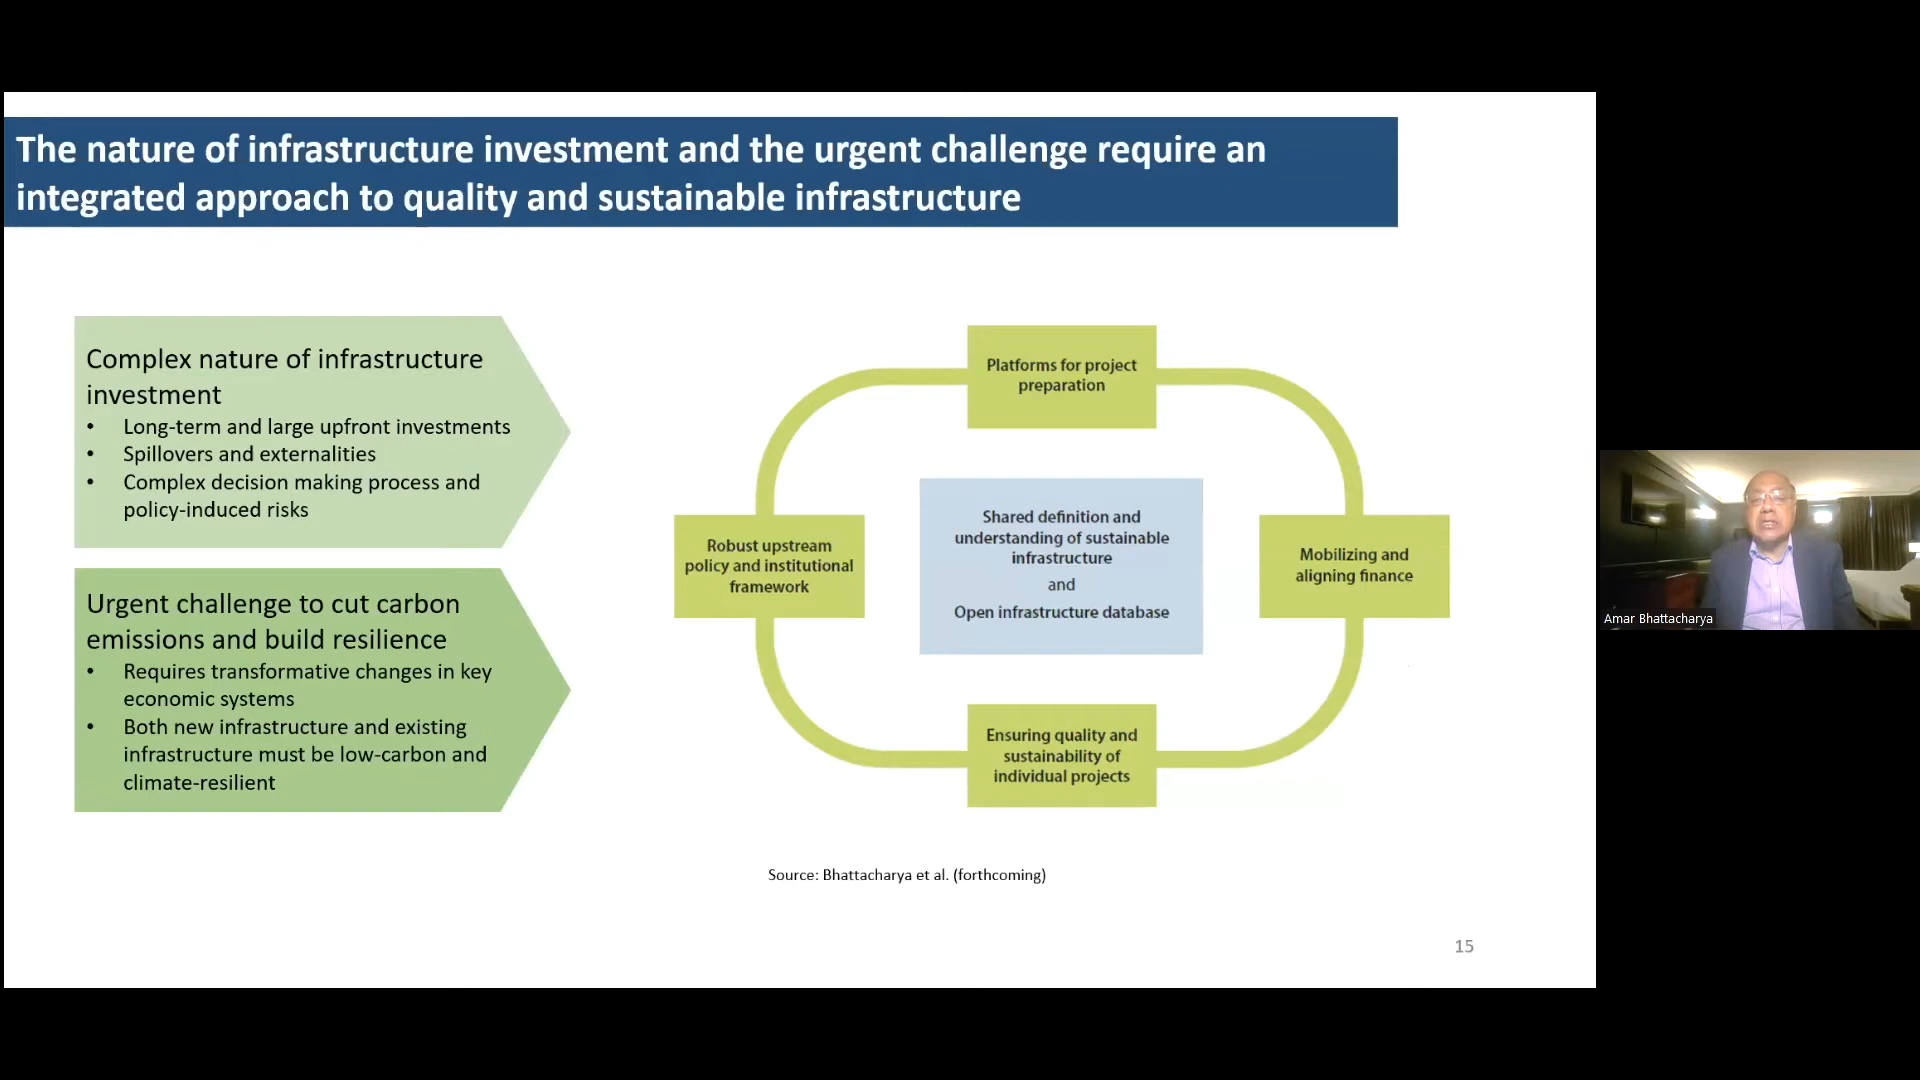 The nature of infrastructure investment and the urgent challenge require an
integrated approach to quality and sustainable infrastructure
Complex nature of infrastructure
investment
• Long-term and large upfront investments
• Spillovers and externalities
• Complex decision making process and
policy-induced risks
Urgent challenge to cut carbon
emissions and build resilience
• Requires transformative changes in key
economic systems
• Both new infrastructure and existing
infrastructure must be low-carbon and
climate-resilient
Platforms for project
preparation
Robust upstream
policy and institutional
framework
Shared definition and
understanding of sustainable
infrastructure
and
Open infrastructure database
Mobilizing and
aligning finance
Ensuring quality and
sustainability of
individual projects
Source: Bhattacharya et al. (forthcoming)
15
Amar Bhattacharya